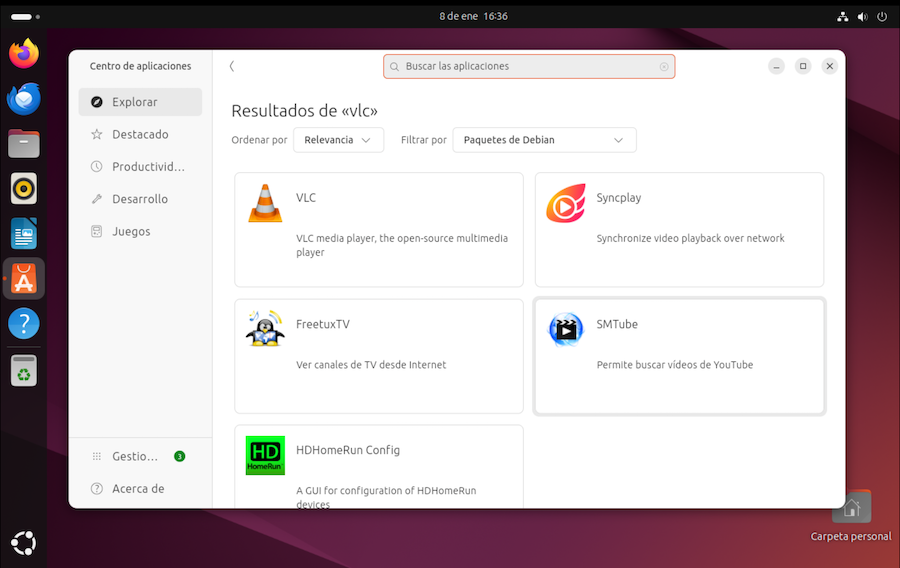 8 de ene 16:36
Centro de aplicaciones
Buscar las aplicaciones
Explorar
Destacado
Productivid...
Desarrollo
Juegos
Gestio... 3
Acerca de
Resultados de «vlc»
Ordenar por Relevancia Filtrar por Paquetes de Debian
VLC
VLC media player, the open-source multimedia
player
Syncplay
Synchronize video playback over network
FreetuxTV
Ver canales de TV desde Internet
SMTube
Permite buscar vídeos de YouTube
HD
HomeRun
HDHomeRun Config
A GUI for configuration of HDHomeRun
devices
Carpeta personal